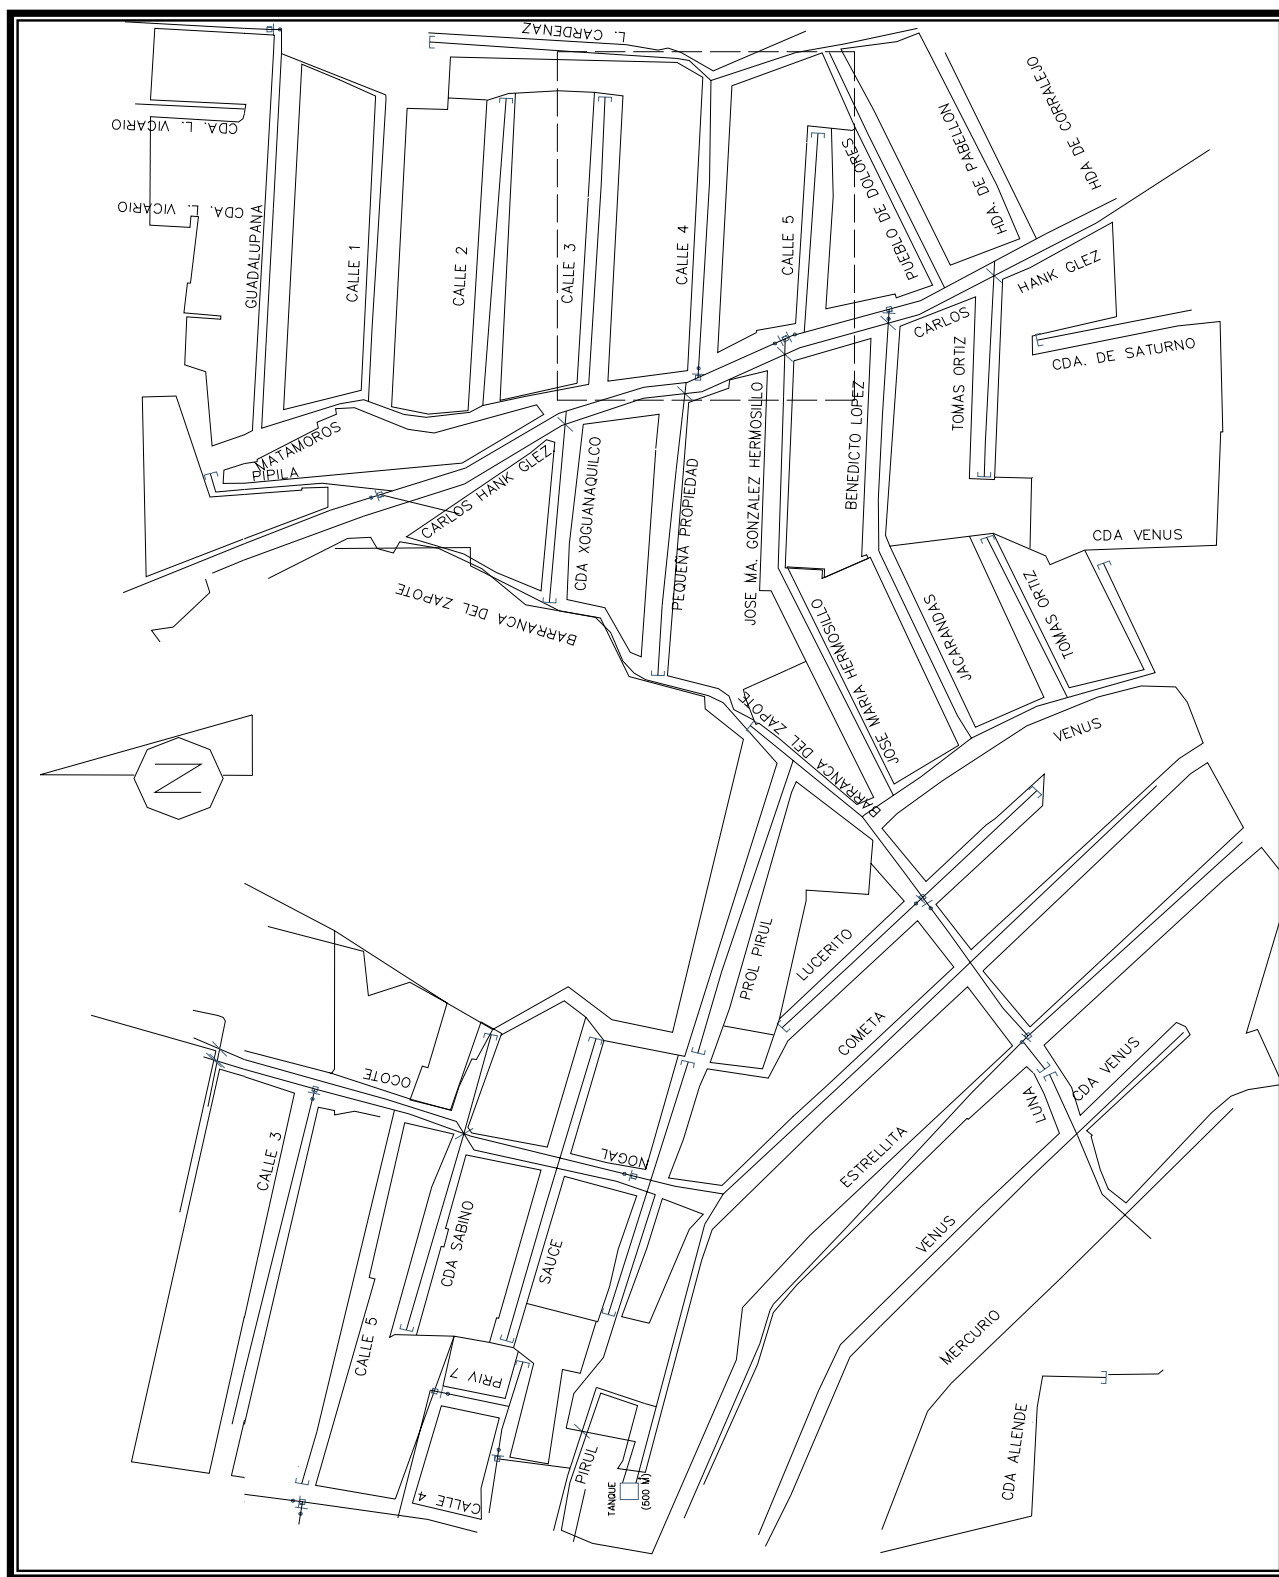 L. CARDENAZ
CDA. L. VICARIO
CDA. L. VICARIO
GUADALUPANA
CALLE 1
CALLE 2
CALLE 3
CALLE 4
CALLE 5
PUEBLO DE DOLORES
HDA. DE PABELLON
HDA DE CORRALEJO
HANK GLEZ
CARLOS
TOMAS ORTIZ
CDA. DE SATURNO
MATAMOROS
PIPILA
CARLOS HANK GLEZ.
CDA XOGUANAQUILCO
PEQUEÑA PROPIEDAD
JOSE MA. GONZALEZ HERMOSILLO
BENEDICTO LOPEZ
CDA VENUS
BARRANCA DEL ZAPOTE
JOSE MARIA HERMOSILLO
JACARANDAS
TOMAS ORTIZ
BARRANCA DEL ZAPOTE
VENUS
N
PROL PIRUL
LUCERITO
COMETA
OCOTE
CDA VENUS
LUNA
CALLE 3
NOGAL
ESTRELLITA
CDA SABINO
SAUCE
VENUS
CALLE 5
MERCURIO
PRIV 7
CDA ALLENDE
PIRUL
CALLE 4
TANQUE
(500 M)